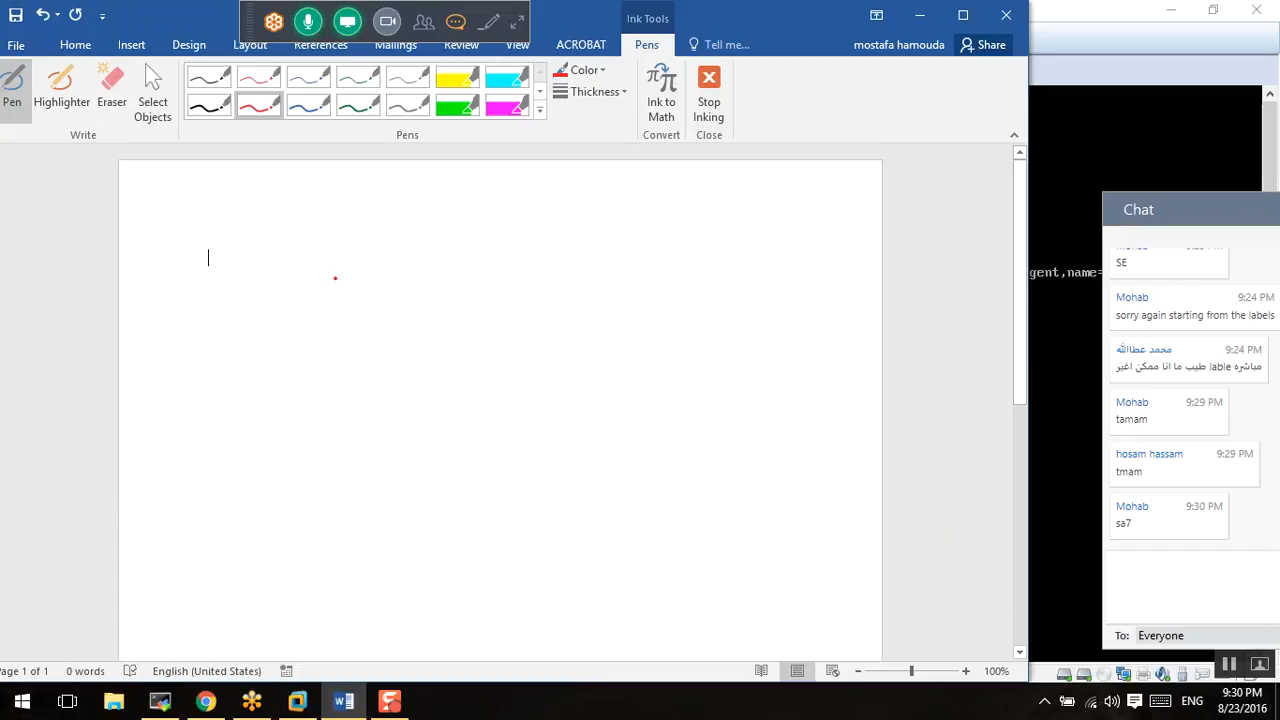 Ink Tools
File
Home
Insert
Design
Layout
References
Mailings
Review
View
ACROBAT
Pens
Tell me...
mostafa hamouda
Share
Pen
Highlighter
Eraser
Select Objects
Color
Thickness
Ink to Math
Stop Inking
Write
Pens
Convert
Close
gent,name=
Chat
SE
Mohab 9:24 PM
sorry again starting from the labels
محمد عطاالله 9:24 PM
طيب ما انا ممكن اغير lable مباشره
Mohab 9:29 PM
tamam
hosam hassam 9:29 PM
tmam
Mohab 9:30 PM
sa7
To: Everyone
Page 1 of 1
0 words
English (United States)
100%
ENG
9:30 PM
8/23/2016